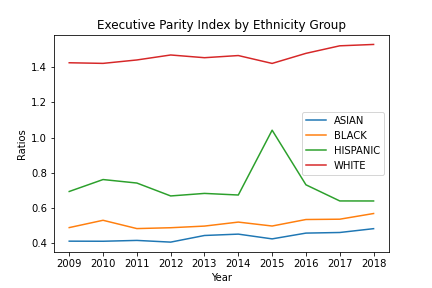 Executive Parity Index by Ethnicity Group
Ratios
1.4
1.2
1.0
0.8
0.6
0.4
ASIAN
BLACK
HISPANIC
WHITE
2009 2010 2011 2012 2013 2014 2015 2016 2017 2018
Year